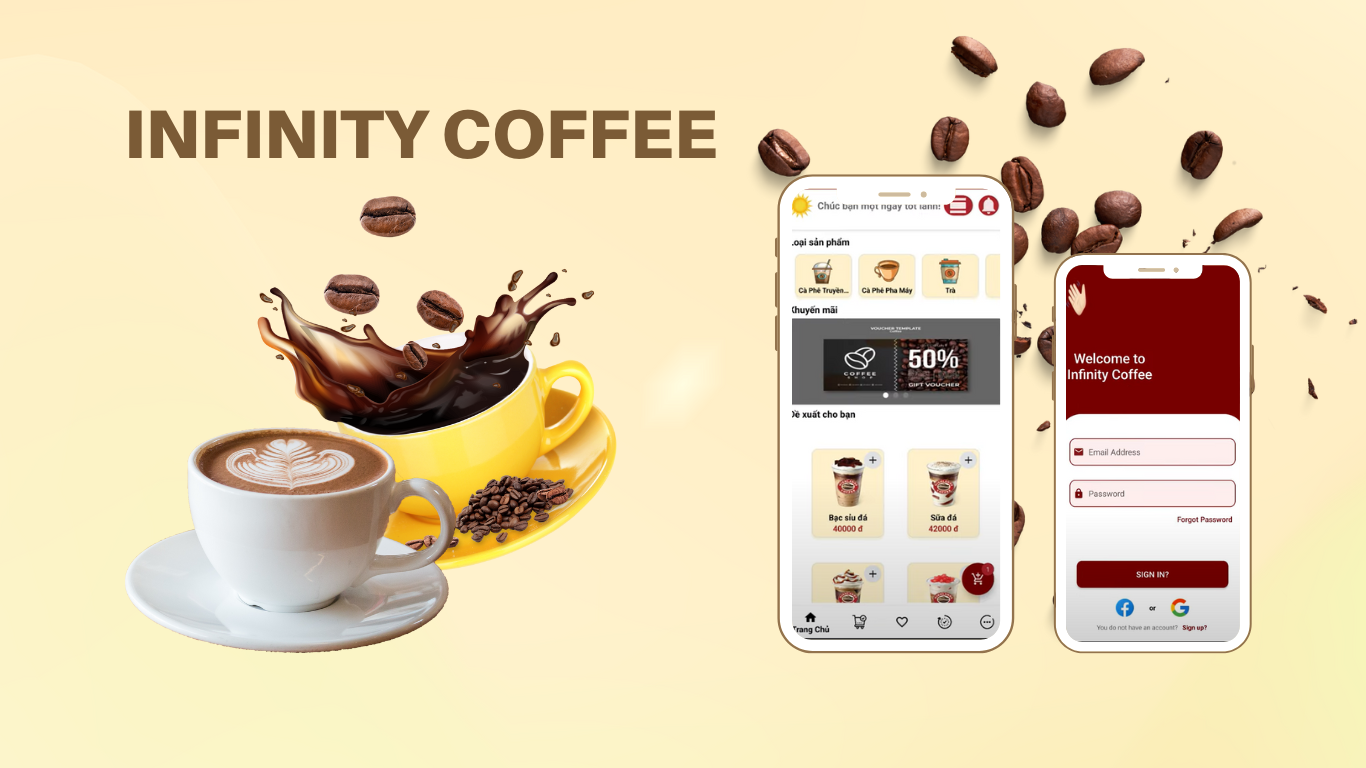 INFINITY COFFEE
Chúc bạn một ngày tốt lành!
Loại sản phẩm
Cà Phê Truyền...
Cà Phê Pha Máy
Trà
Khuyến mãi
VOUCHER TEMPLATE
COFFEE
50%
GIFT VOUCHER
Đề xuất cho bạn
Bạc sỉu đá
40000 đ
Sữa đá
42000 đ
1
Trang Chủ
Welcome to
Infinity Coffee
Email Address
Password
Forgot Password
SIGN IN?
or
You do not have an account? Sign up?